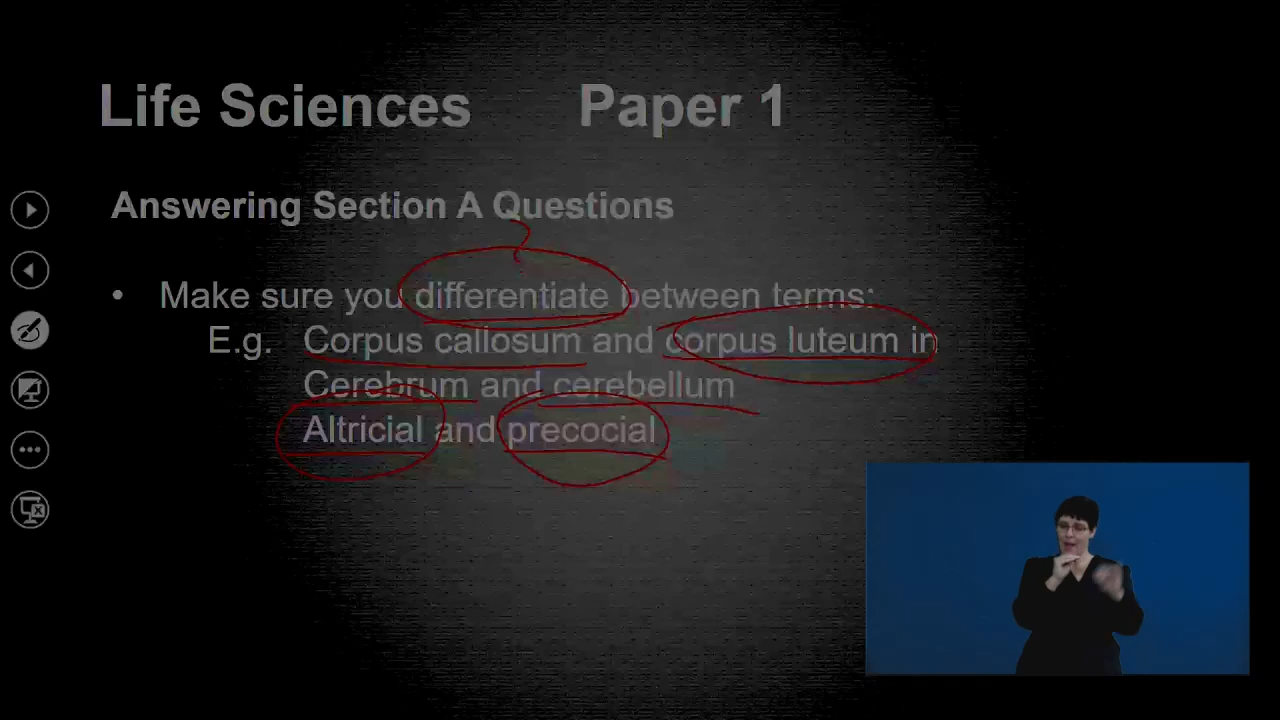 Life Sciences Paper 1
Answering Section A Questions
• Make sure you differentiate between terms:
E.g. Corpus callosum and corpus luteum in
Cerebrum and cerebellum
Altricial and precocial